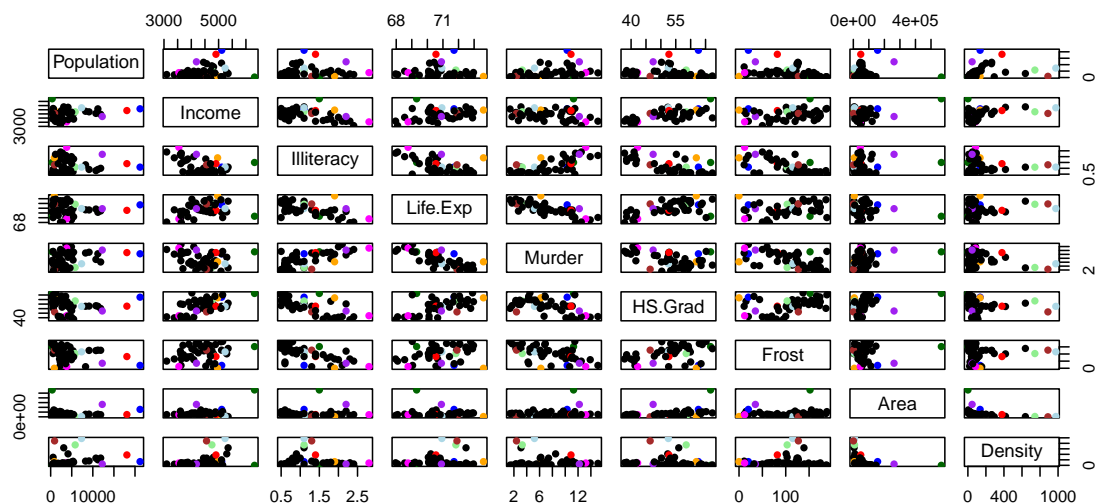 3000 5000 68 71 40 55 0e+00 4e+05
Population 0
3000 Income
Illiteracy 0.5
68 Life.Exp
Murder 2
40 HS.Grad
Frost 0
0e+00 Area
Density 0
0 10000 0.5 1.5 2.5 2 6 12 0 100 0 400 1000